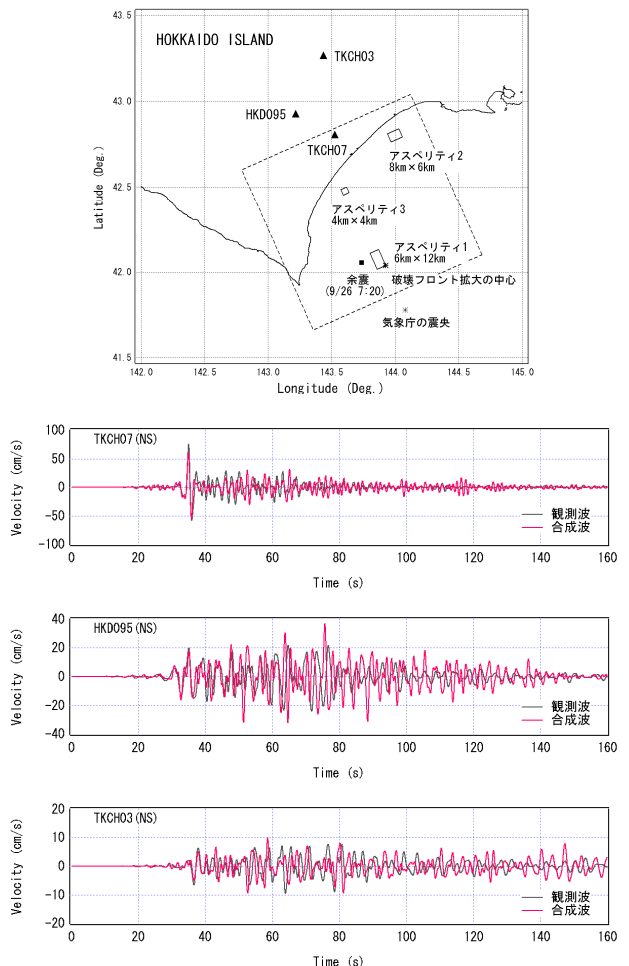 43.5
HOKKAIDO ISLAND
TKCH03
43.0
HKD095
TKCH07
アスペリティ2
8km×6km
42.5
アスペリティ3
4km×4km
アスペリティ1
6km×12km
42.0
余震
(9/26 7:20)
破壊フロント拡大の中心
気象庁の震央
41.5
Latitude (Deg.)
142.0 142.5 143.0 143.5 144.0 144.5 145.0
Longitude (Deg.)
100
TKCH07(NS)
50
0
-50
-100
Velocity (cm/s)
観測波
合成波
0 20 40 60 80 100 120 140 160
Time (s)
40
HKD095(NS)
20
0
-20
-40
Velocity (cm/s)
観測波
合成波
0 20 40 60 80 100 120 140 160
Time (s)
20
TKCH03(NS)
10
0
-10
-20
Velocity (cm/s)
観測波
合成波
0 20 40 60 80 100 120 140 160
Time (s)